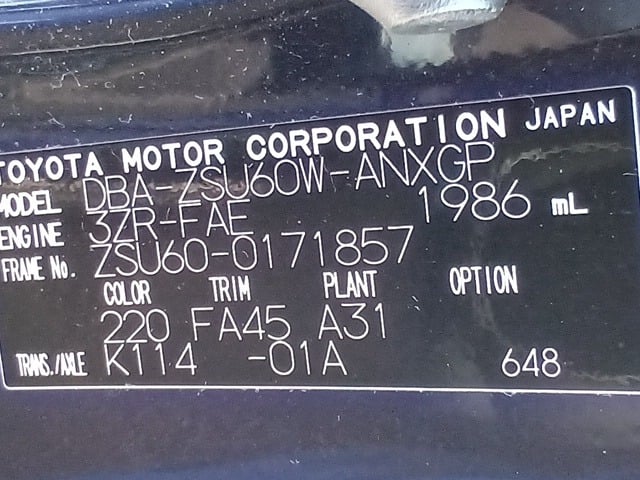 TOYOTA MOTOR CORPORATION JAPAN
MODEL DBA-ZSU60W-ANXGP
ENGINE 3ZR-FAE 1986 mL
FRAME No. ZSU60-0171857
COLOR TRIM PLANT OPTION
220 FA45 A31
TRANS./AXLE K114 -01A 648